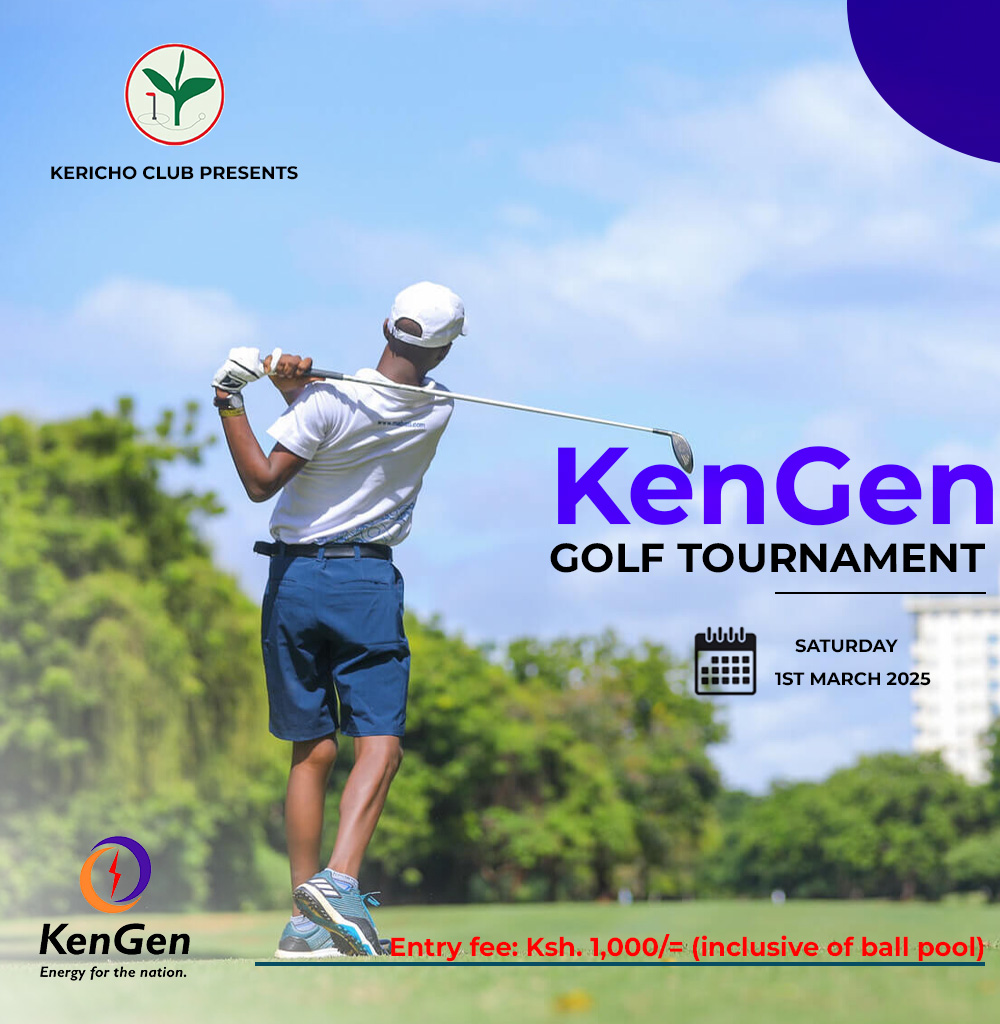 KERICHO CLUB PRESENTS
KenGen
GOLF TOURNAMENT
SATURDAY
1ST MARCH 2025
KenGen
Energy for the nation.
Entry fee: Ksh. 1,000/= (inclusive of ball pool)